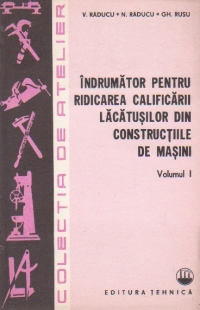 V. RADUCU • N. RADUCU • GH. RUSU
ÎNDRUMĂTOR PENTRU
RIDICAREA CALIFICĂRII
LĂCĂTUȘILOR DIN
CONSTRUCȚIILE
DE MAȘINI
Volumul I
COLECȚIA DE ATELIER
EDITURA TEHNICĂ